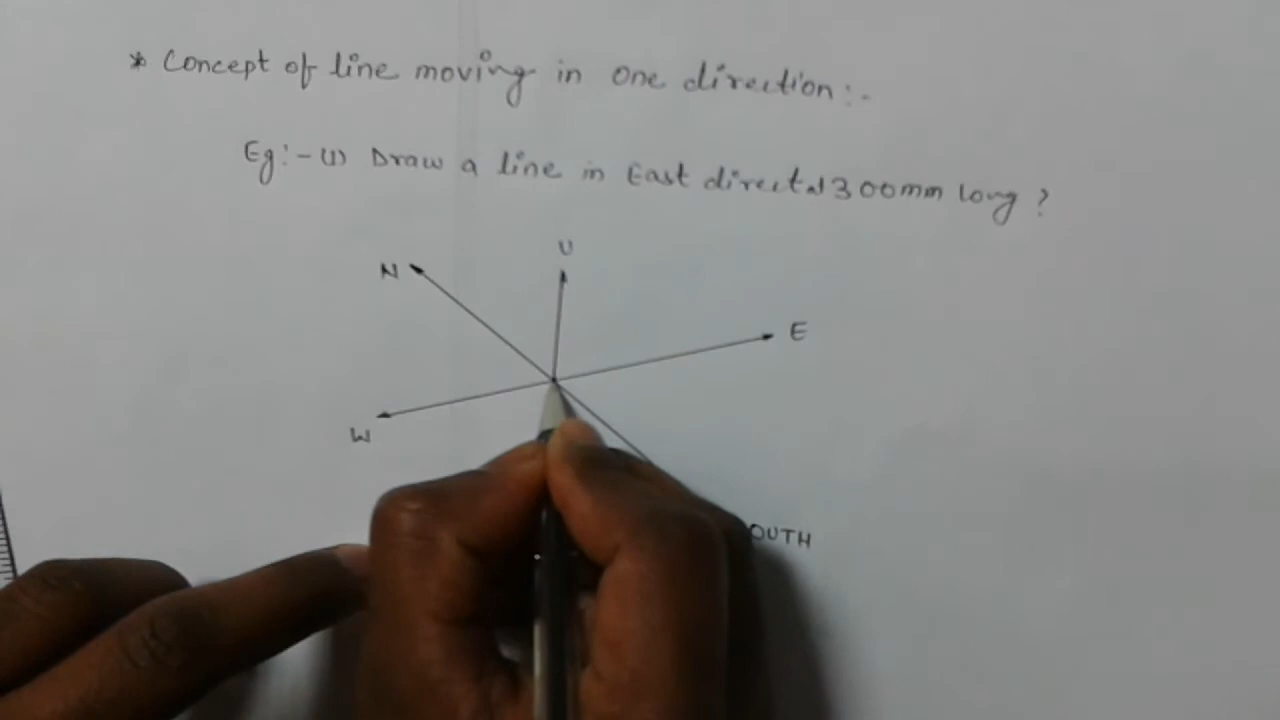 * Concept of line moving in one direction:-
Eg:-(1) Draw a line in East directn 300mm long?
U
N
E
W
OUTH